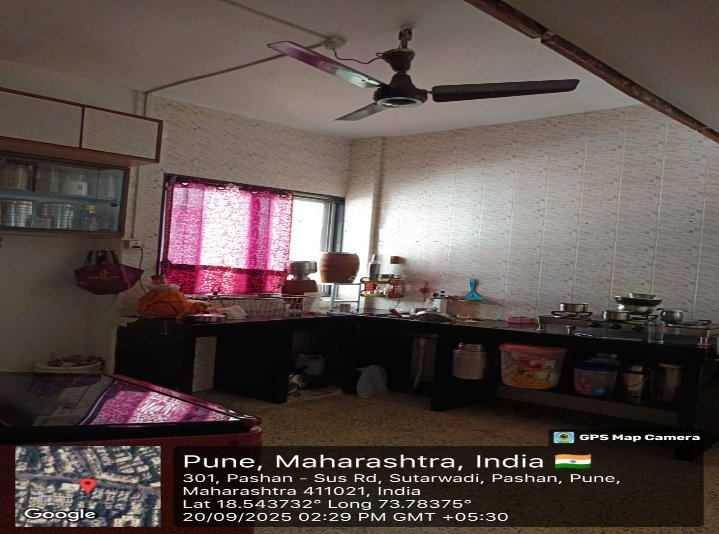 GPS Map Camera
Pune, Maharashtra, India
301, Pashan - Sus Rd, Sutarwadi, Pashan, Pune,
Maharashtra 411021, India
Lat 18.543732° Long 73.78375°
20/09/2025 02:29 PM GMT +05:30
Google